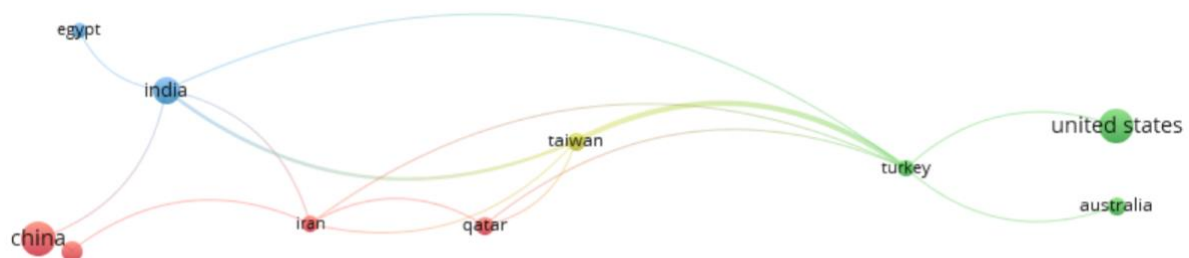 egypt
india
united states
taiwan
turkey
australia
iran
qatar
china